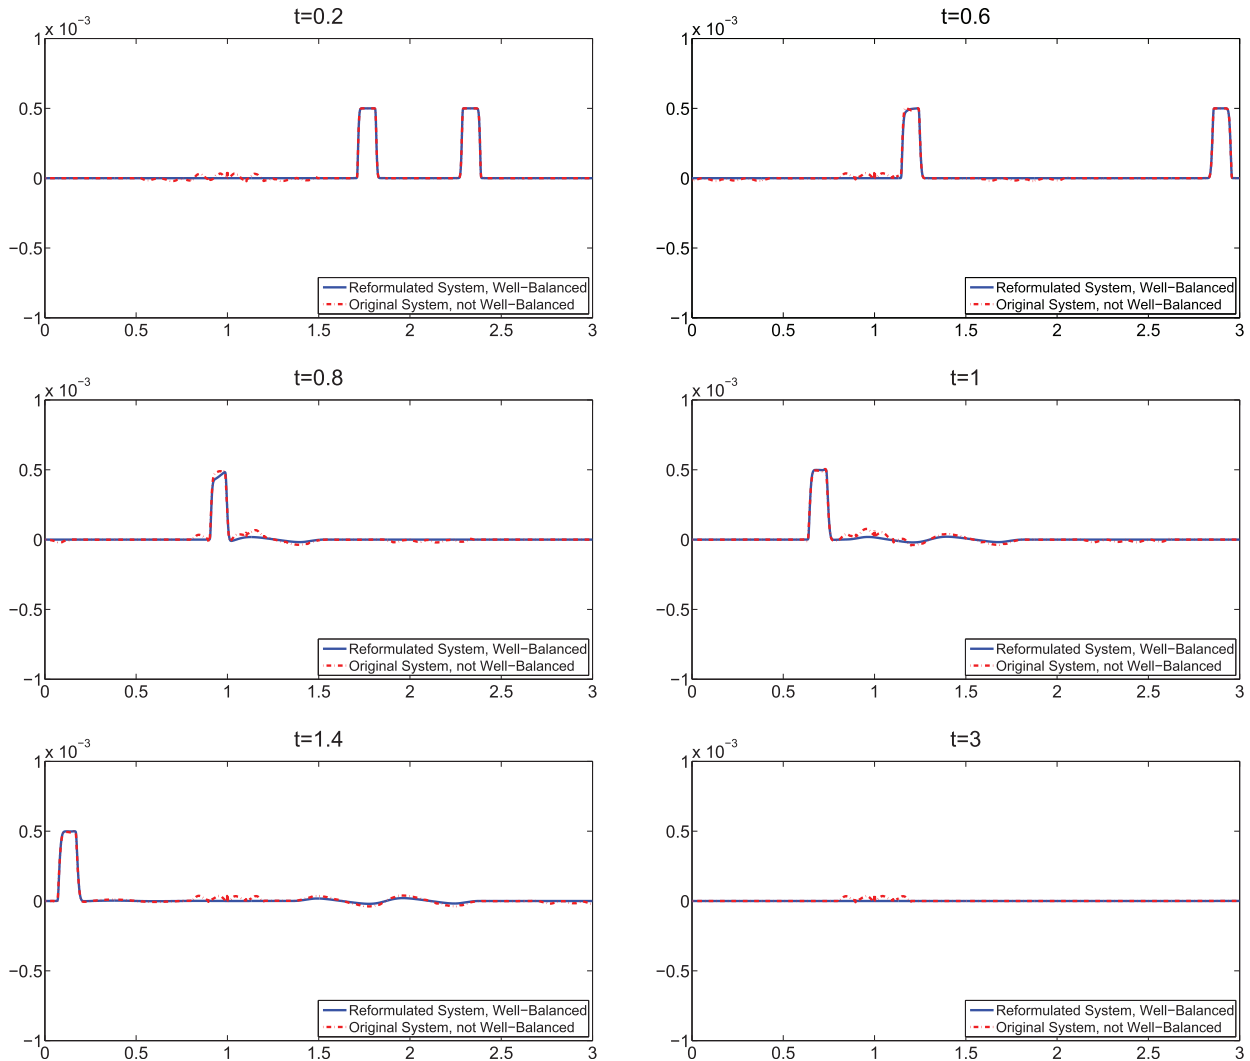 t=0.2
x 10⁻³
1
0.5
0
−0.5
−1
0 0.5 1 1.5 2 2.5 3
Reformulated System, Well−Balanced
Original System, not Well−Balanced
t=0.6
x 10⁻³
1
0.5
0
−0.5
−1
0 0.5 1 1.5 2 2.5 3
Reformulated System, Well−Balanced
Original System, not Well−Balanced
t=0.8
x 10⁻³
1
0.5
0
−0.5
−1
0 0.5 1 1.5 2 2.5 3
Reformulated System, Well−Balanced
Original System, not Well−Balanced
t=1
x 10⁻³
1
0.5
0
−0.5
−1
0 0.5 1 1.5 2 2.5 3
Reformulated System, Well−Balanced
Original System, not Well−Balanced
t=1.4
x 10⁻³
1
0.5
0
−0.5
−1
0 0.5 1 1.5 2 2.5 3
Reformulated System, Well−Balanced
Original System, not Well−Balanced
t=3
x 10⁻³
1
0.5
0
−0.5
−1
0 0.5 1 1.5 2 2.5 3
Reformulated System, Well−Balanced
Original System, not Well−Balanced